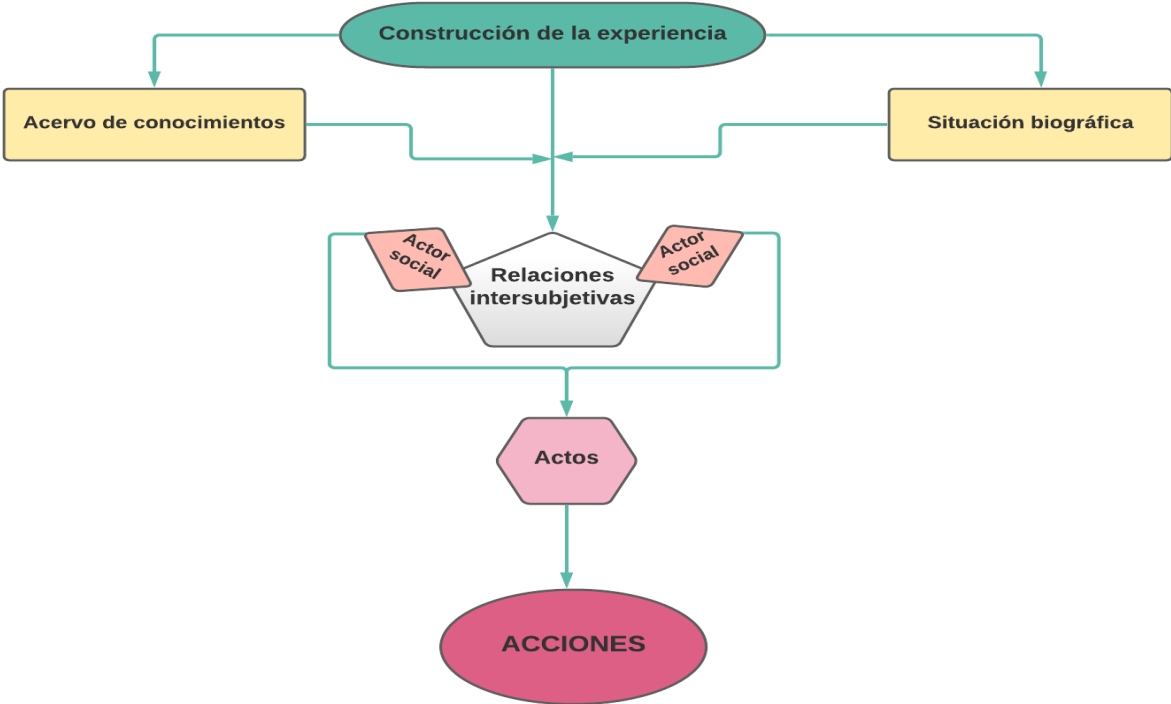 Construcción de la experiencia
Acervo de conocimientos
Situación biográfica
Actor
social
Actor
social
Relaciones
intersubjetivas
Actos
ACCIONES